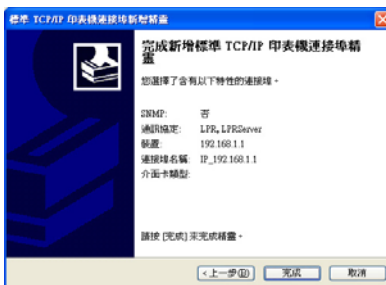 標準 TCP/IP 印表機連接埠新增精靈
完成新增標準 TCP/IP 印表機連接埠精
靈
您選擇了含有以下特性的連接埠。
SNMP: 否
通訊協定: LPR, LPRServer
裝置: 192.168.1.1
連接埠名稱: IP_192.168.1.1
介面卡類型:
請按 [完成] 來完成精靈。
< 上一步(B) 完成 取消